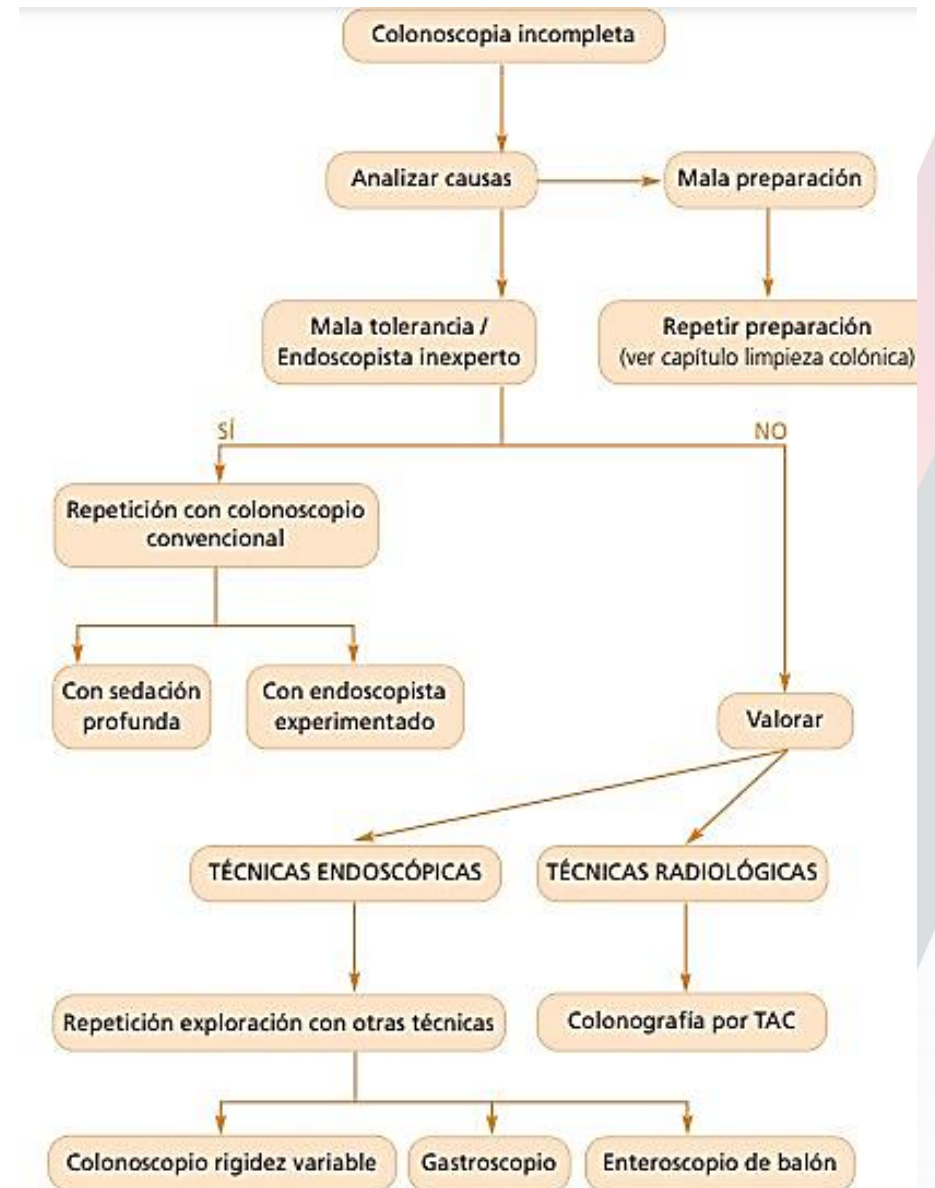 Colonoscopia incompleta
Analizar causas
Mala preparación
Mala tolerancia /
Endoscopista inexperto
Repetir preparación
(ver capítulo limpieza colónica)
SÍ
NO
Repetición con colonoscopio
convencional
Con sedación
profunda
Con endoscopista
experimentado
Valorar
TÉCNICAS ENDOSCÓPICAS
TÉCNICAS RADIOLÓGICAS
Repetición exploración con otras técnicas
Colonografía por TAC
Colonoscopio rigidez variable
Gastroscopio
Enteroscopio de balón